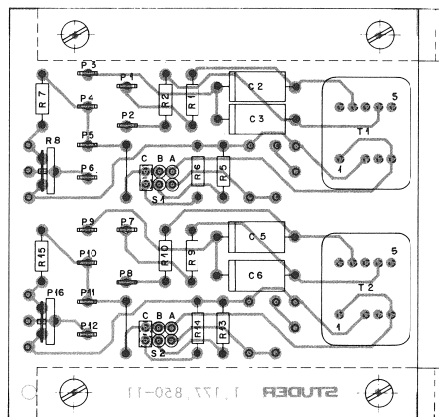 P3
P1
P4
P2
P5
P6
R7
R8
R2
R1
C2
C3
5
T1
1
C B A
S1
R6
R5
P9
P7
P10
P8
P11
P12
R15
P16
R10
R9
C5
C6
5
T2
1
C B A
S2
R14
R13
STUDER 1.177.850-11